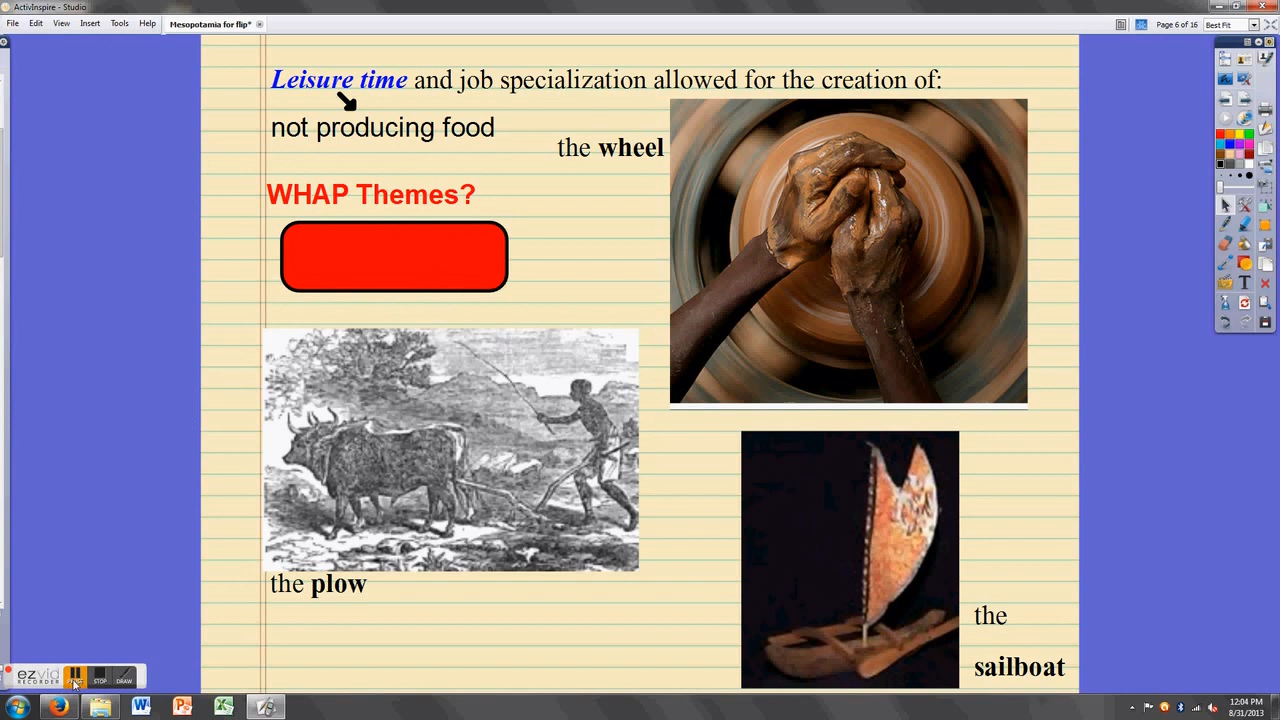 ActivInspire - Studio
File Edit View Insert Tools Help Mesopotamia for flip* Page 6 of 16 Best Fit
Leisure time and job specialization allowed for the creation of:
not producing food
the wheel
WHAP Themes?
the plow
the
sailboat
ezvid
RECORDER
STOP DRAW
12:04 PM
8/31/2013